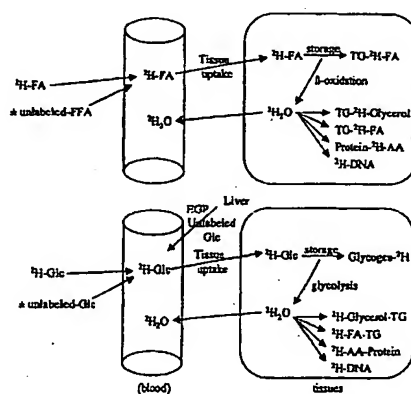 ²H-FA
± unlabeled-FFA
²H-FA
Tissue
uptake
²H-FA
storage
TG-²H-FA
ß-oxidation
²H₂O
²H₂O
TG-²H-Glycerol
TG-²H-FA
Protein-²H-AA
²H-DNA
Liver
EGP
Unlabeled
Glc
²H-Glc
± unlabeled-Glc
²H-Glc
Tissue
uptake
²H-Glc
storage
Glycogen-²H
glycolysis
²H₂O
²H₂O
²H-Glycerol-TG
²H-FA-TG
²H-AA-Protein
²H-DNA
(blood)
tissues